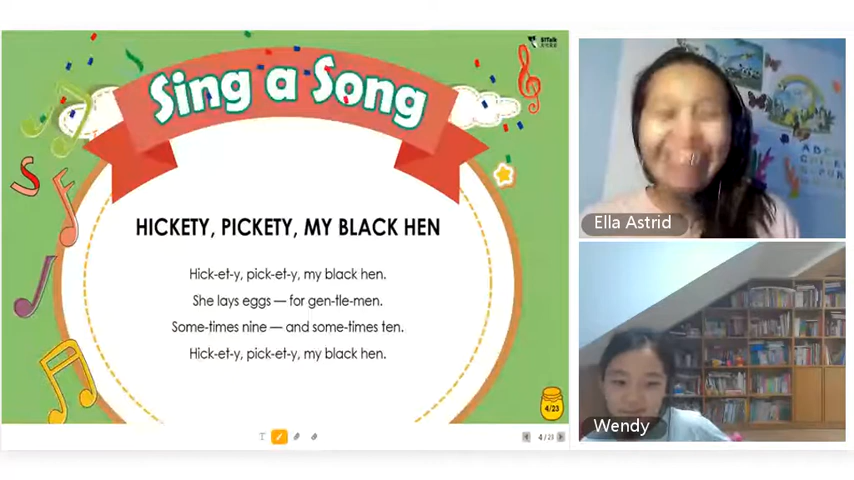 51Talk
Sing a Song
HICKETY, PICKETY, MY BLACK HEN
Hick-et-y, pick-et-y, my black hen.
She lays eggs — for gen-tle-men.
Some-times nine — and some-times ten.
Hick-et-y, pick-et-y, my black hen.
4/23
T
4 / 23
Ella Astrid
Wendy